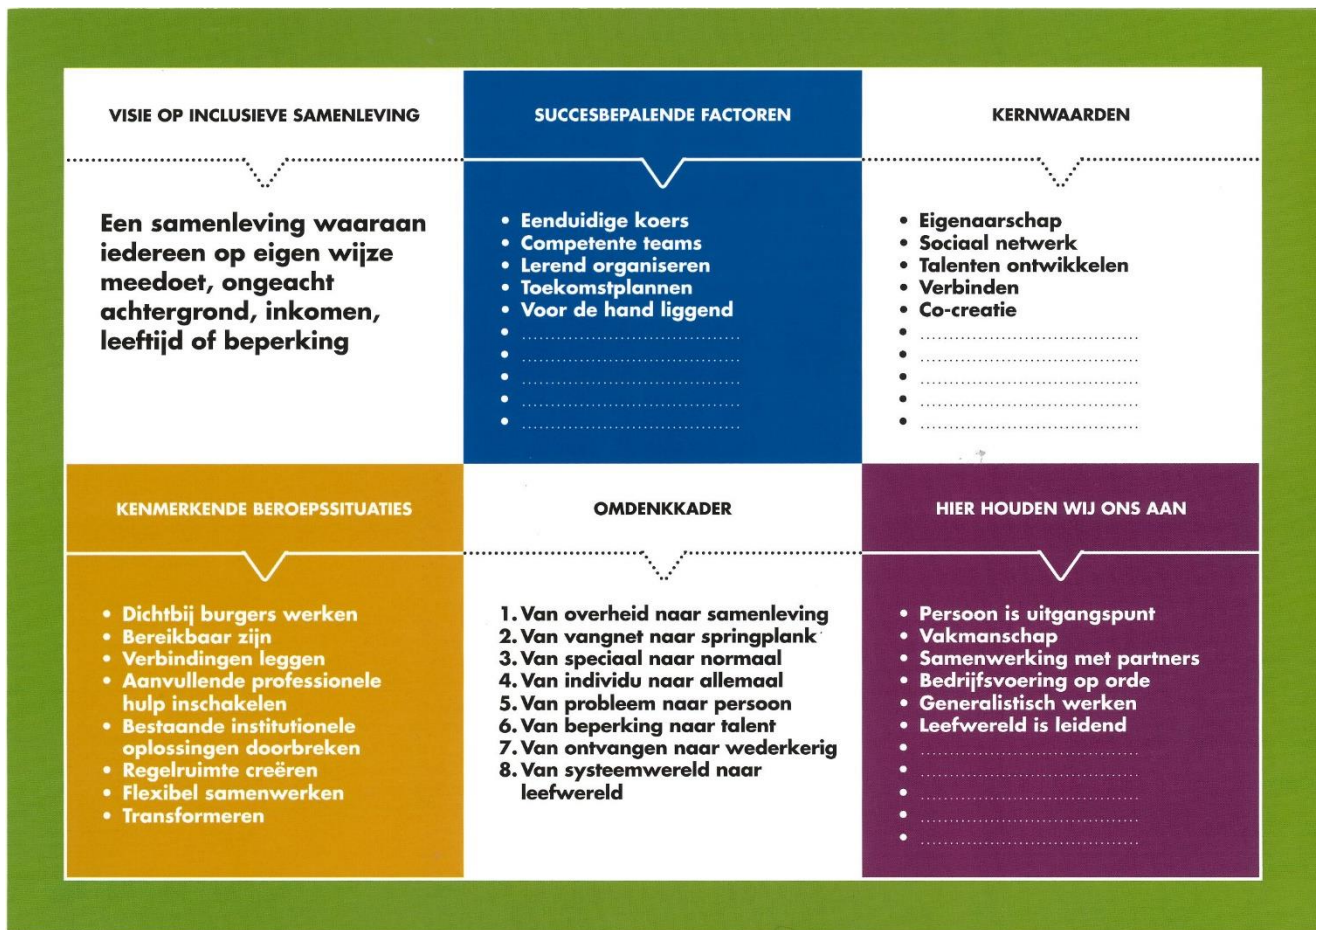 VISIE OP INCLUSIEVE SAMENLEVING
Een samenleving waaraan
iedereen op eigen wijze
meedoet, ongeacht
achtergrond, inkomen,
leeftijd of beperking
SUCCESBEPALENDE FACTOREN
• Eenduidige koers
• Competente teams
• Lerend organiseren
• Toekomstplannen
• Voor de hand liggend
• ........................................
• ........................................
• ........................................
• ........................................
• ........................................
KERNWAARDEN
• Eigenaarschap
• Sociaal netwerk
• Talenten ontwikkelen
• Verbinden
• Co-creatie
• ........................................
• ........................................
• ........................................
• ........................................
• ........................................
KENMERKENDE BEROEPSSITUATIES
• Dichtbij burgers werken
• Bereikbaar zijn
• Verbindingen leggen
• Aanvullende professionele
hulp inschakelen
• Bestaande institutionele
oplossingen doorbreken
• Regelruimte creëren
• Flexibel samenwerken
• Transformeren
OMDENKKADER
1. Van overheid naar samenleving
2. Van vangnet naar springplank
3. Van speciaal naar normaal
4. Van individu naar allemaal
5. Van probleem naar persoon
6. Van beperking naar talent
7. Van ontvangen naar wederkerig
8. Van systeemwereld naar
leefwereld
HIER HOUDEN WIJ ONS AAN
• Persoon is uitgangspunt
• Vakmanschap
• Samenwerking met partners
• Bedrijfsvoering op orde
• Generalistisch werken
• Leefwereld is leidend
• ........................................
• ........................................
• ........................................
• ........................................
• ........................................